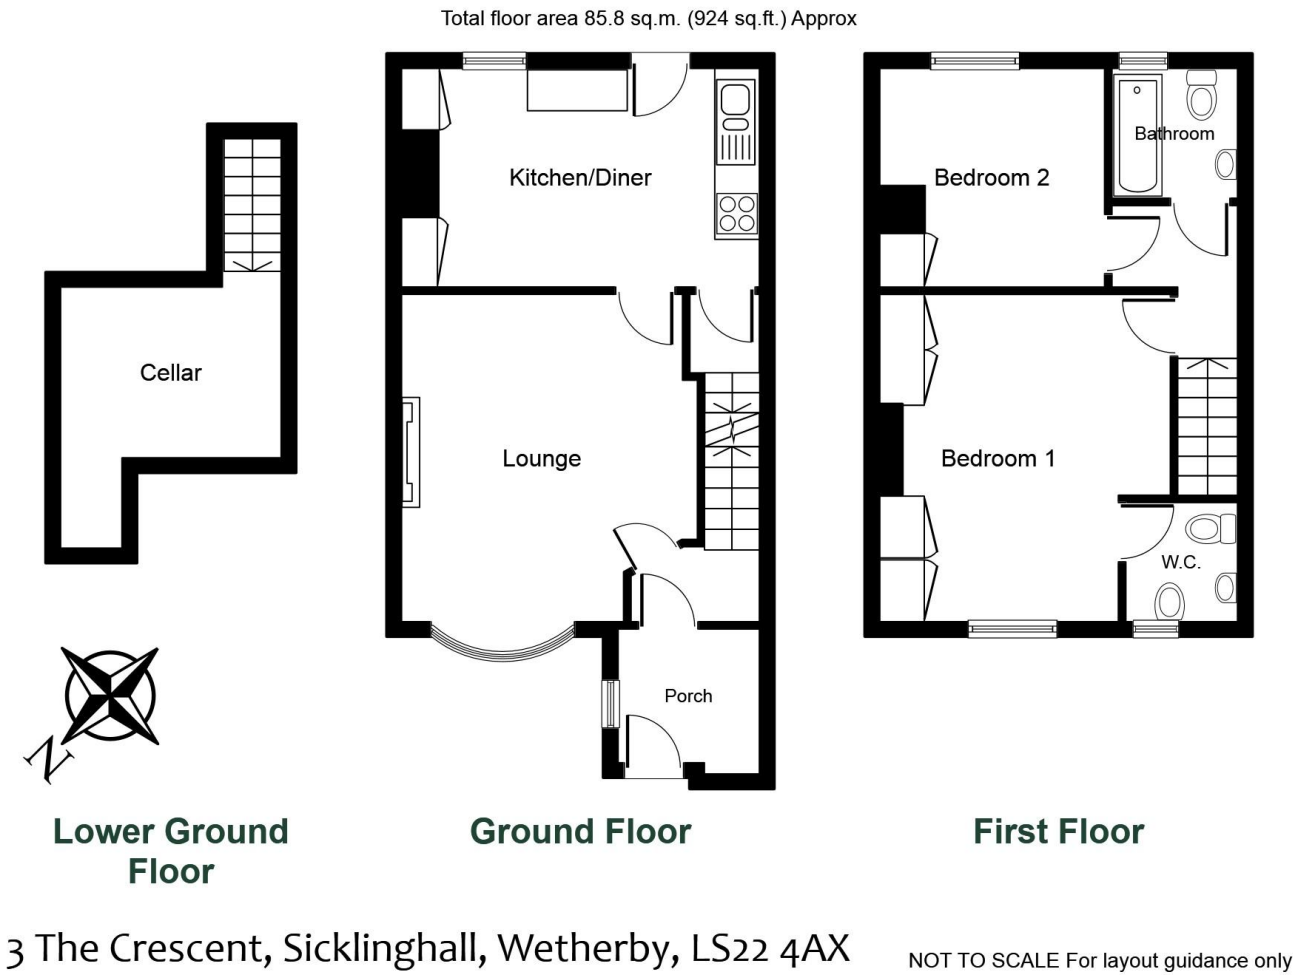 Total floor area 85.8 sq.m. (924 sq.ft.) Approx
Kitchen/Diner
Bedroom 2
Bathroom
Cellar
Lounge
Bedroom 1
W.C.
Porch
N
Lower Ground
Floor
Ground Floor
First Floor
3 The Crescent, Sicklinghall, Wetherby, LS22 4AX
NOT TO SCALE For layout guidance only